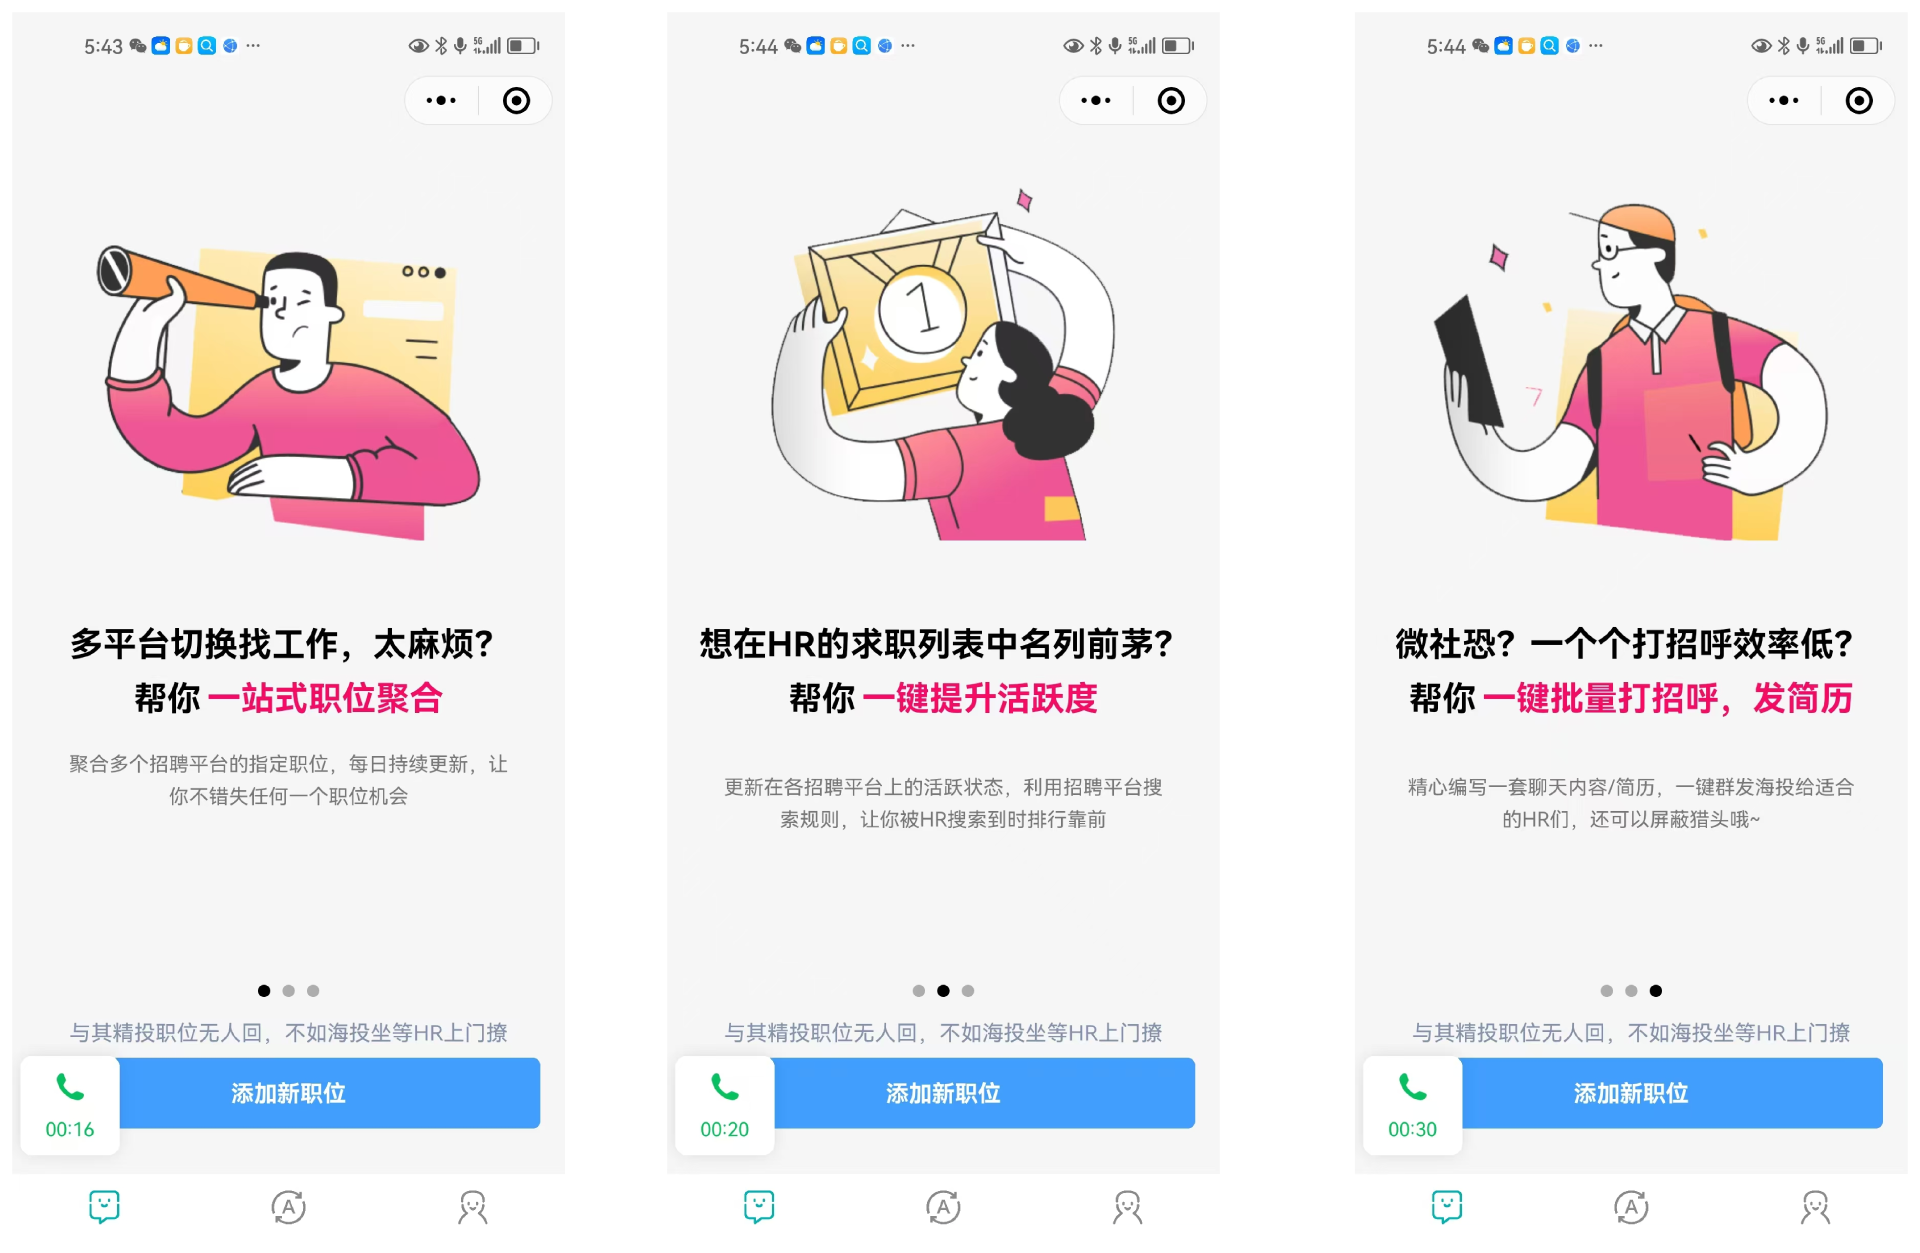 5:43
多平台切换找工作，太麻烦？
帮你 一站式职位聚合
聚合多个招聘平台的指定职位，每日持续更新，让
你不错失任何一个职位机会
与其精投职位无人回，不如海投坐等HR上门撩
添加新职位
00:16
A
5:44
1
想在HR的求职列表中名列前茅？
帮你 一键提升活跃度
更新在各招聘平台上的活跃状态，利用招聘平台搜
索规则，让你被HR搜索到时排行靠前
与其精投职位无人回，不如海投坐等HR上门撩
添加新职位
00:20
A
5:44
微社恐？一个个打招呼效率低？
帮你 一键批量打招呼，发简历
精心编写一套聊天内容/简历，一键群发海投给适合
的HR们，还可以屏蔽猎头哦~
与其精投职位无人回，不如海投坐等HR上门撩
添加新职位
00:30
A